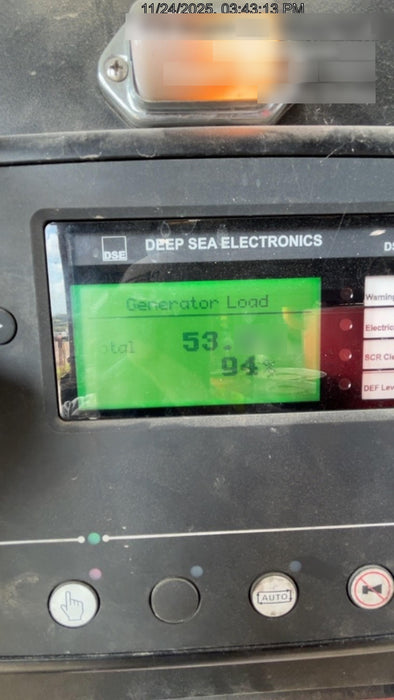 11/24/2025, 03:43:13 PM
DSE
DEEP SEA ELECTRONICS
Generator Load
53.
94%
Warning
Electric
SCR Cle
DEF Lev
AUTO